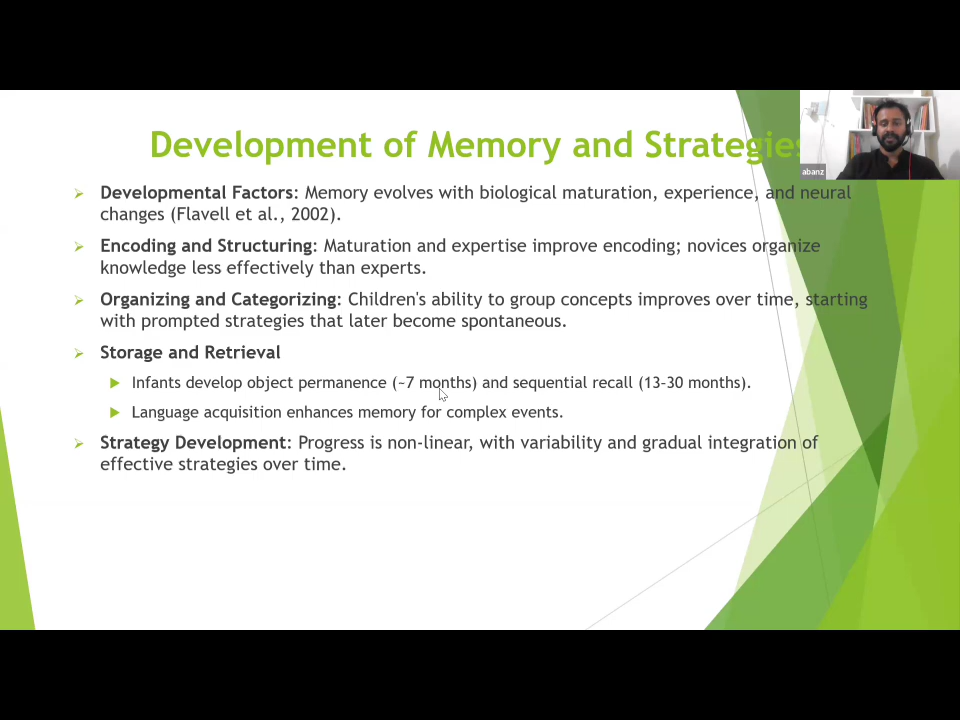 Development of Memory and Strategies
abanz
Developmental Factors: Memory evolves with biological maturation, experience, and neural
changes (Flavell et al., 2002).
Encoding and Structuring: Maturation and expertise improve encoding; novices organize
knowledge less effectively than experts.
Organizing and Categorizing: Children's ability to group concepts improves over time, starting
with prompted strategies that later become spontaneous.
Storage and Retrieval
Infants develop object permanence (~7 months) and sequential recall (13–30 months).
Language acquisition enhances memory for complex events.
Strategy Development: Progress is non-linear, with variability and gradual integration of
effective strategies over time.